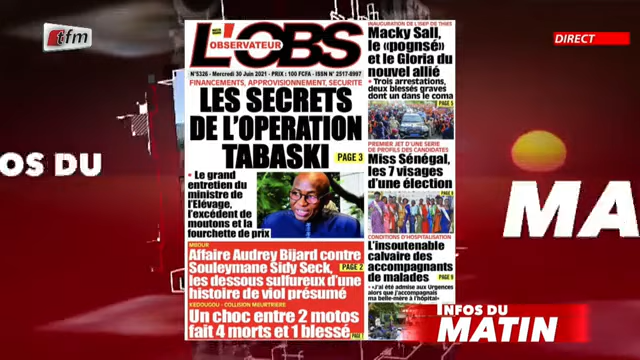 tfm
DIRECT
OS DU
MA
L'OBS
OBSERVATEUR
N°5326 - Mercredi 30 Juin 2021 - PRIX : 100 FCFA - ISSN N° 2517-8997
FINANCEMENTS, APPROVISIONNEMENT, SECURITE
LES SECRETS
DE L'OPERATION
TABASKI
PAGE 3
• Le grand
entretien du
ministre de
l'Elévage,
l'excédent de
moutons et la
fourchette de prix
MBOUR
Affaire Audrey Bijard contre
Souleymane Sidy Seck,
PAGE 2
les dessous sulfureux d'une
histoire de viol présumé
KEDOUGOU - COLLISION MEURTRIERE
Un choc entre 2 motos
fait 4 morts et 1 blessé
INAUGURATION DE L'ISEP DE THIES
Macky Sall,
le «pognsé»
et le Gloria du
nouvel allié
• Trois arrestations,
deux blessés graves
dont un dans le coma
PAGE 5
PREMIER JET D'UNE SERIE
DE PROFILS DES CANDIDATES
Miss Sénégal,
les 7 visages
d'une élection
CONDITIONS D'HOSPITALISATION
L'insoutenable
calvaire des
accompagnants
de malades
• «J'ai été admise aux Urgences
alors que j'accompagnais
ma belle-mère à l'hôpital»
INFOS DU
MATIN